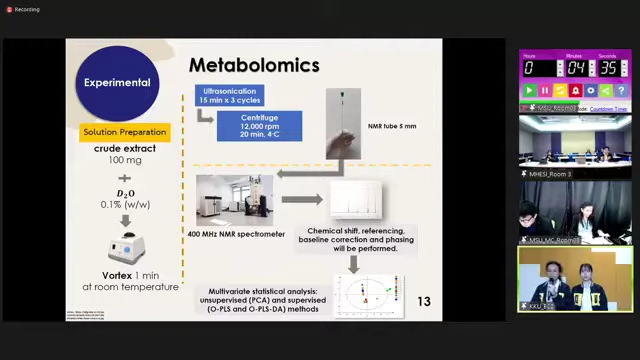 Recording
Experimental
Metabolomics
Ultrasonication
15 min x 3 cycles
Centrifuge
12,000 rpm
20 min, 4°C
NMR tube 5 mm
Solution Preparation
crude extract
100 mg
+
D₂O
0.1% (w/w)
Vortex 1 min
at room temperature
400 MHz NMR spectrometer
Chemical shift, referencing,
baseline correction and phasing
will be performed.
Multivariate statistical analysis:
unsupervised (PCA) and supervised
(O-PLS and O-PLS-DA) methods
13
Hours
Minutes
Seconds
0
04
35
Countdown Timer
MHESI_Room 3